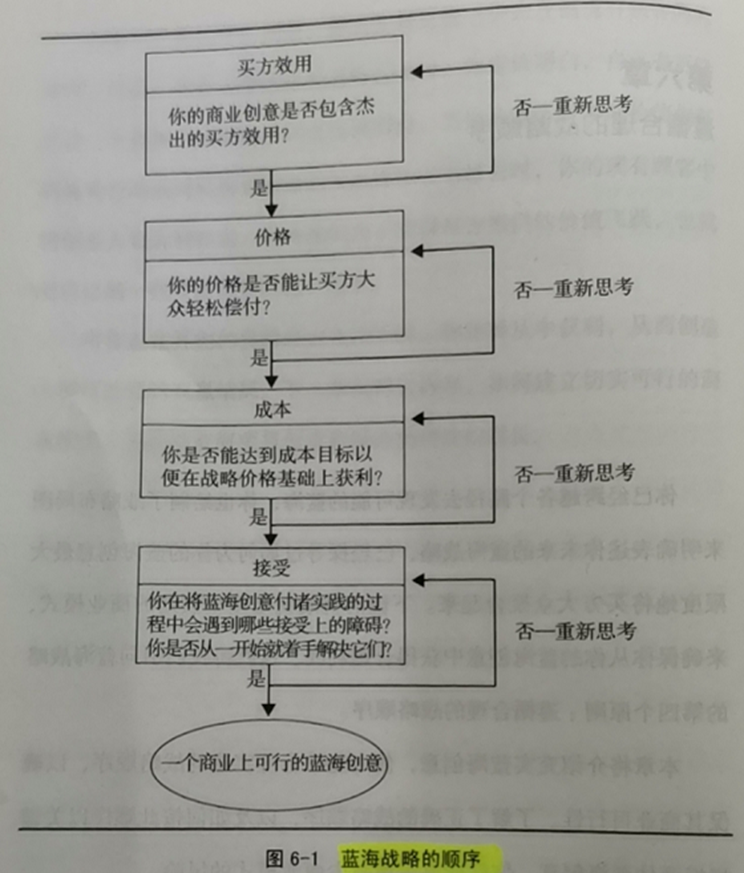 买方效用
你的商业创意是否包含杰
出的买方效用?
否—重新思考
是
价格
你的价格是否能让买方大
众轻松偿付?
否—重新思考
是
成本
你是否能达到成本目标以
便在战略价格基础上获利?
否—重新思考
是
接受
你在将蓝海创意付诸实践的过
程中会遇到哪些接受上的障碍?
你是否从一开始就着手解决它们?
否—重新思考
是
一个商业上可行的蓝海创意
图 6-1 蓝海战略的顺序